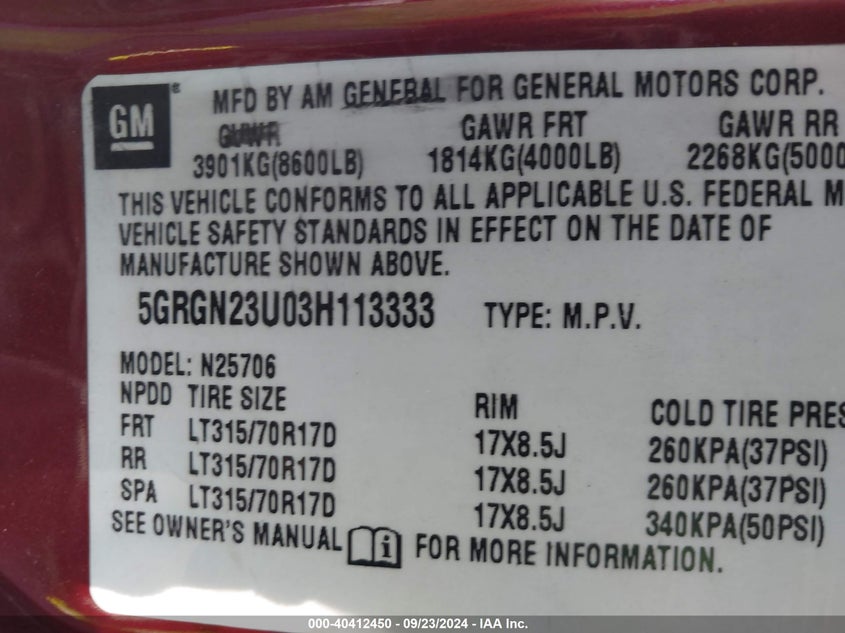 GM ®
MFD BY AM GENERAL FOR GENERAL MOTORS CORP.
GVWR GAWR FRT GAWR RR
3901KG(8600LB) 1814KG(4000LB) 2268KG(5000
THIS VEHICLE CONFORMS TO ALL APPLICABLE U.S. FEDERAL M
VEHICLE SAFETY STANDARDS IN EFFECT ON THE DATE OF
MANUFACTURE SHOWN ABOVE.
5GRGN23U03H113333 TYPE: M.P.V.
MODEL: N25706
NPDD TIRE SIZE RIM COLD TIRE PRES
FRT LT315/70R17D 17X8.5J 260KPA(37PSI)
RR LT315/70R17D 17X8.5J 260KPA(37PSI)
SPA LT315/70R17D 17X8.5J 340KPA(50PSI)
SEE OWNER'S MANUAL i FOR MORE INFORMATION.
000-40412450 - 09/23/2024 - IAA Inc.